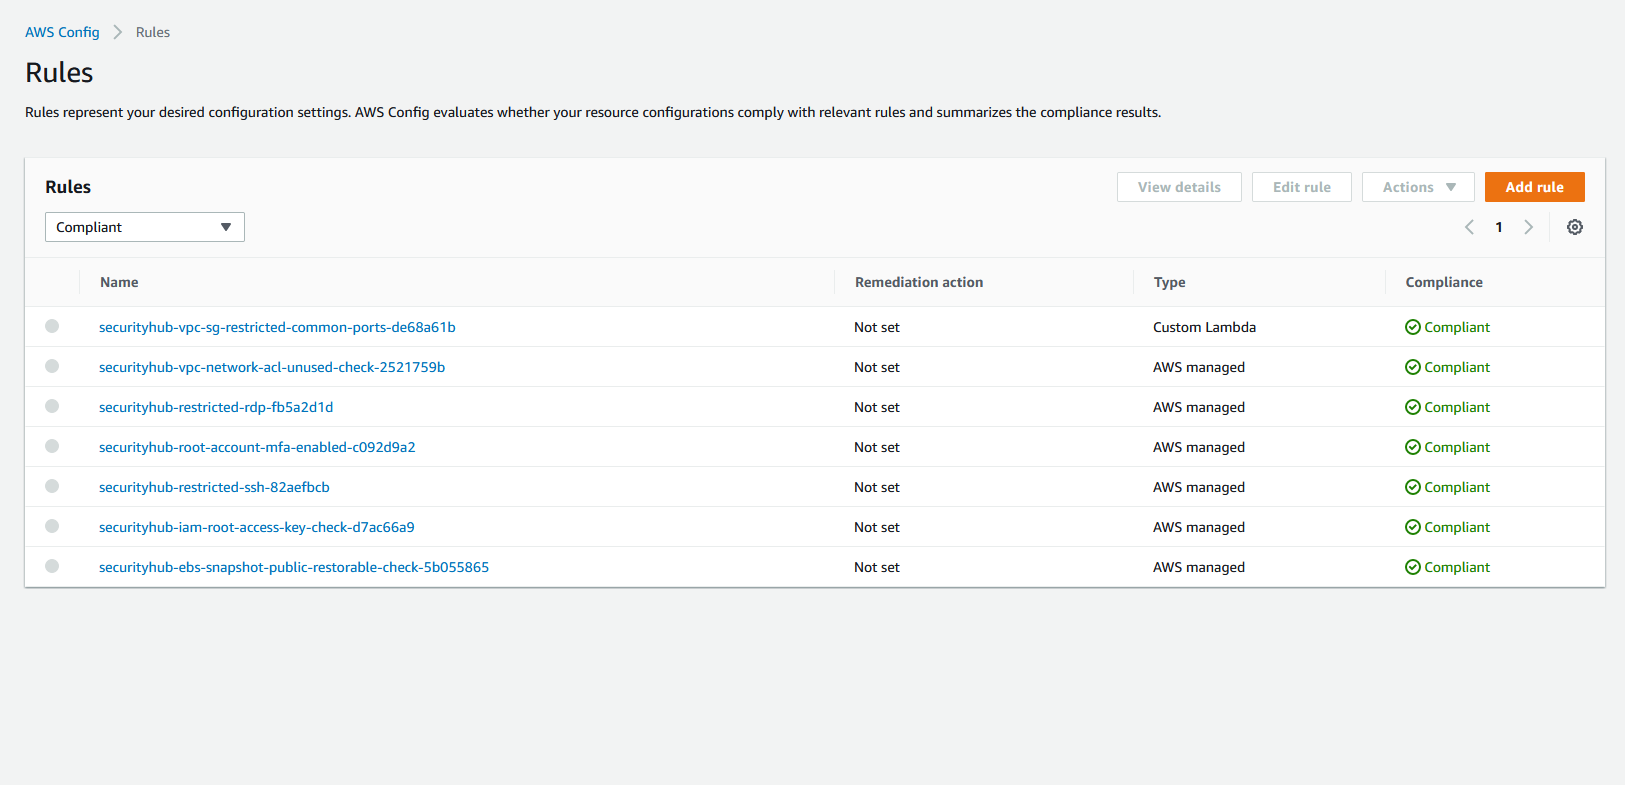 AWS Config > Rules
Rules
Rules represent your desired configuration settings. AWS Config evaluates whether your resource configurations comply with relevant rules and summarizes the compliance results.
Rules View details Edit rule Actions Add rule
Compliant 1
Name Remediation action Type Compliance
securityhub-vpc-sg-restricted-common-ports-de68a61b Not set Custom Lambda Compliant
securityhub-vpc-network-acl-unused-check-2521759b Not set AWS managed Compliant
securityhub-restricted-rdp-fb5a2d1d Not set AWS managed Compliant
securityhub-root-account-mfa-enabled-c092d9a2 Not set AWS managed Compliant
securityhub-restricted-ssh-82aefbcb Not set AWS managed Compliant
securityhub-iam-root-access-key-check-d7ac66a9 Not set AWS managed Compliant
securityhub-ebs-snapshot-public-restorable-check-5b055865 Not set AWS managed Compliant